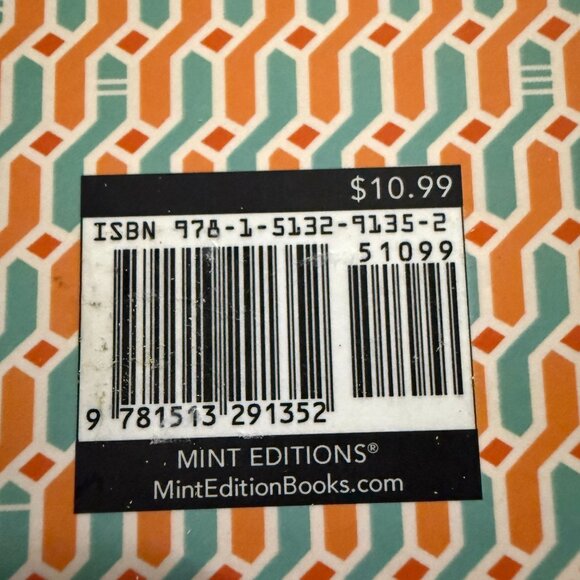 $10.99
ISBN 978-1-5132-9135-2
51099
9 781513 291352
MINT EDITIONS®
MintEditionBooks.com